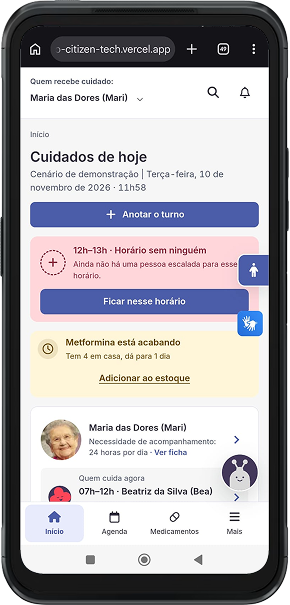 o-citizen-tech.vercel.app
49
Quem recebe cuidado:
Maria das Dores (Mari)
Início
Cuidados de hoje
Cenário de demonstração | Terça-feira, 10 de
novembro de 2026 · 11h58
+ Anotar o turno
12h–13h · Horário sem ninguém
Ainda não há uma pessoa escalada para esse
horário.
Ficar nesse horário
Metformina está acabando
Tem 4 em casa, dá para 1 dia
Adicionar ao estoque
Maria das Dores (Mari)
Necessidade de acompanhamento:
24 horas por dia · Ver ficha
Quem cuida agora
07h–12h · Beatriz da Silva (Bea)
Início
Agenda
Medicamentos
Mais